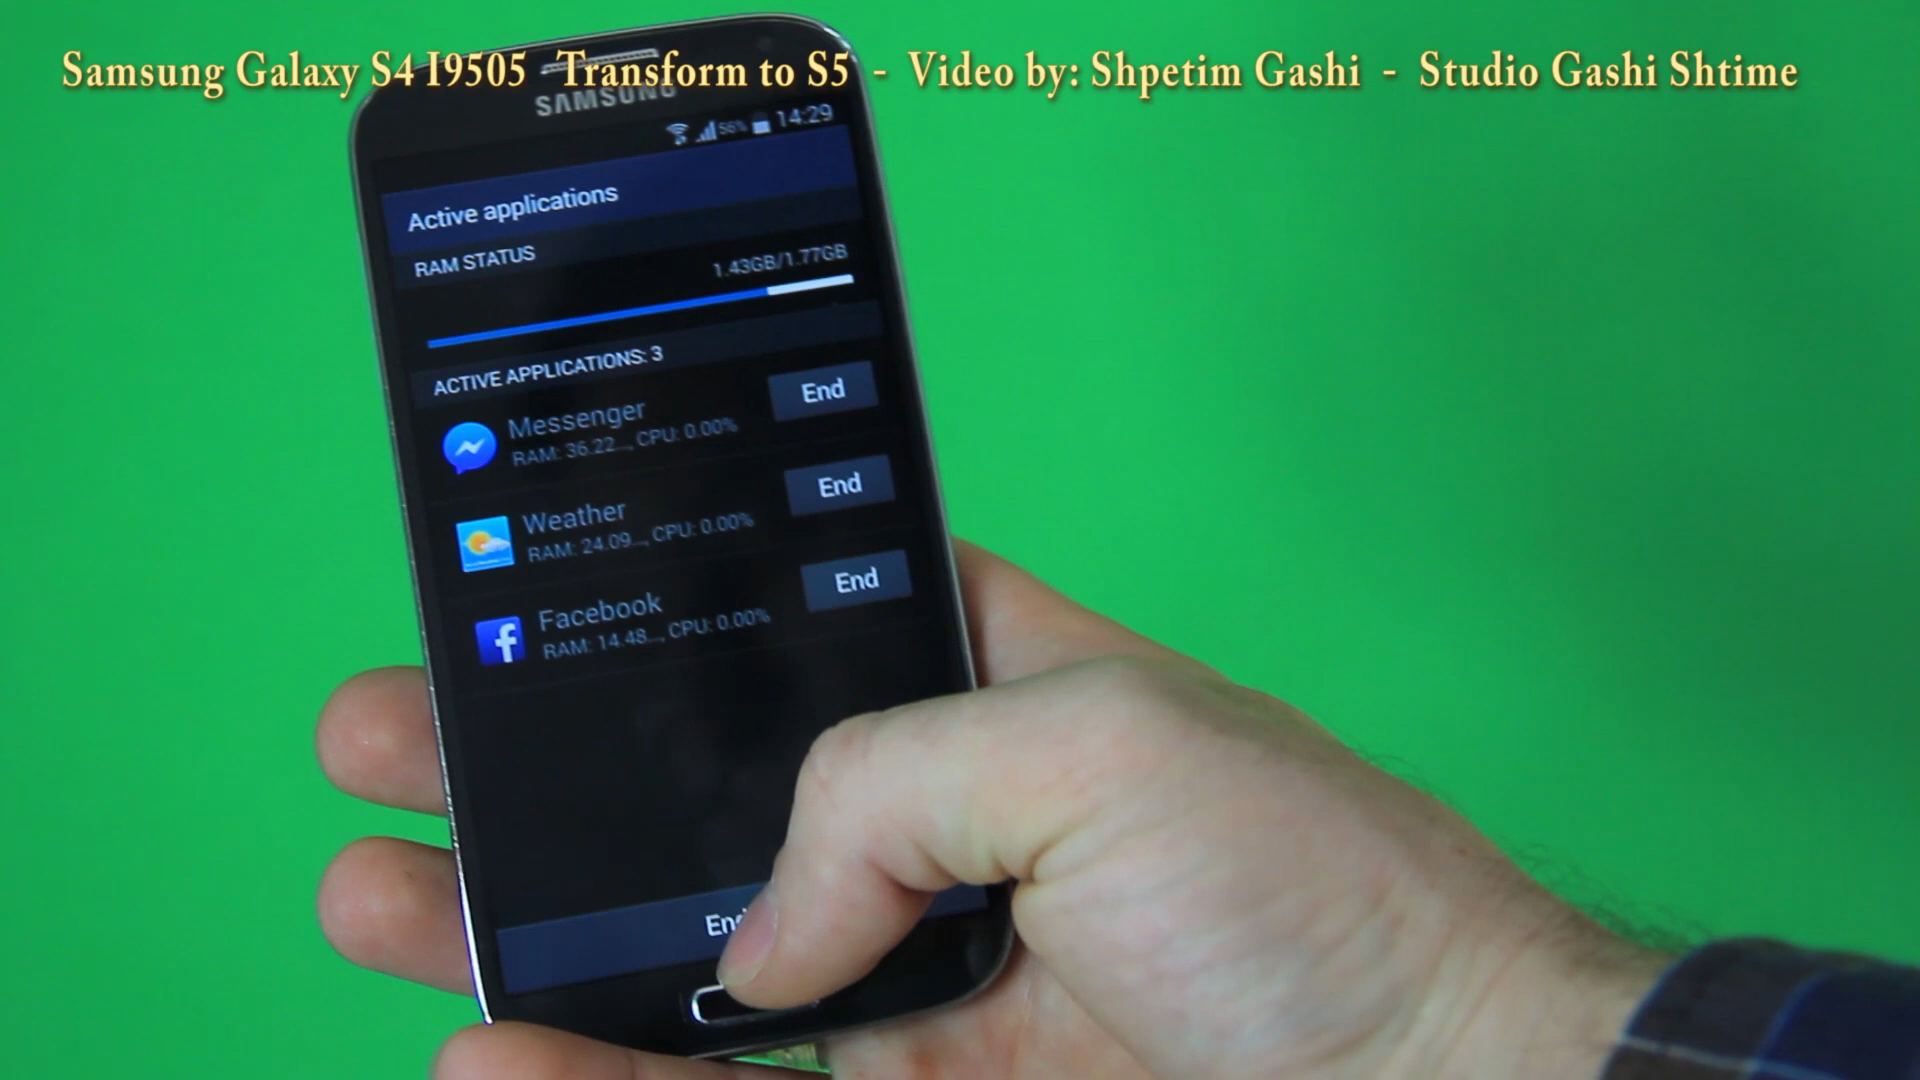 Samsung Galaxy S4 I9505 Transform to S5 - Video by: Shpetim Gashi - Studio Gashi Shtime
SAMSUNG
56% 14:29
Active applications
RAM STATUS
1.43GB/1.77GB
ACTIVE APPLICATIONS: 3
Messenger
RAM: 36.22..., CPU: 0.00%
End
Weather
RAM: 24.09..., CPU: 0.00%
End
Facebook
RAM: 14.48..., CPU: 0.00%
End
End